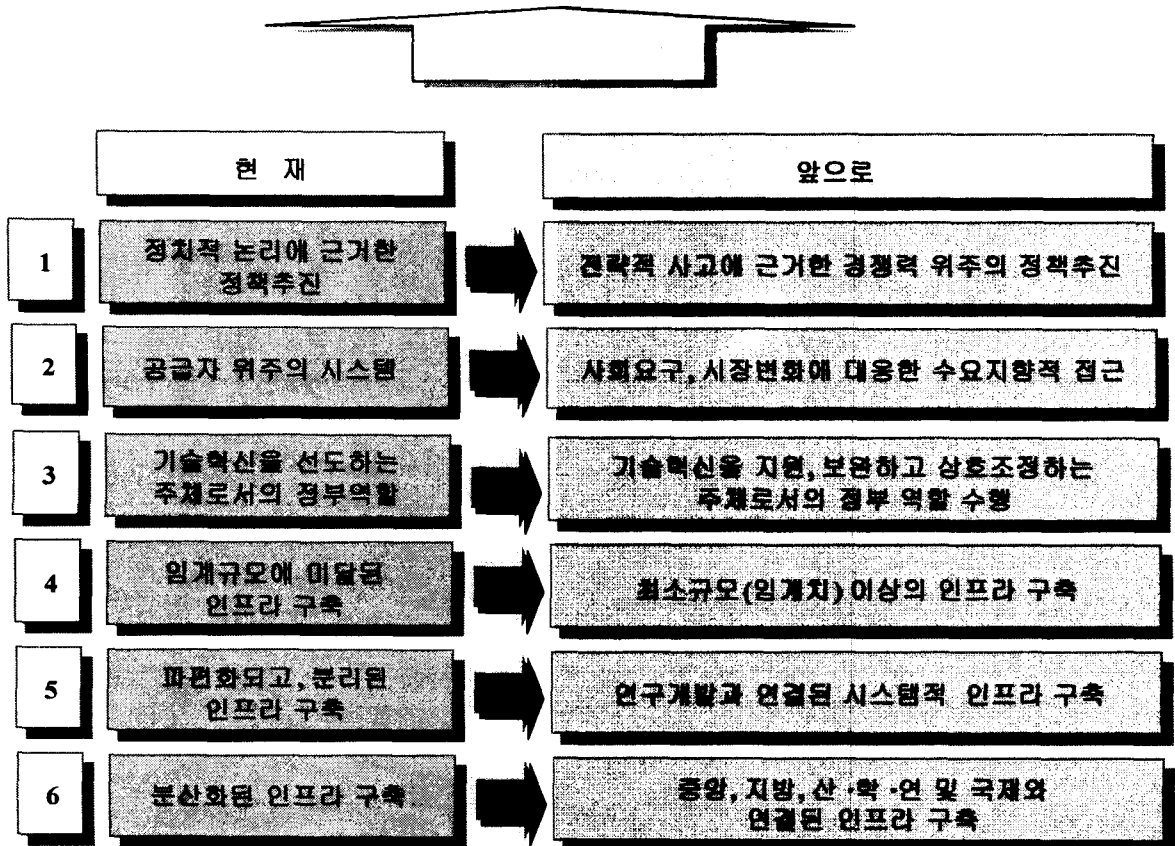 현 재
앞으로
1
정치적 논리에 근거한
정책추진
전략적 사고에 근거한 경쟁력 위주의 정책추진
2
공급자 위주의 시스템
사회요구, 시장변화에 대응한 수요지향적 접근
3
기술혁신을 선도하는
주체로서의 정부역할
기술혁신을 지원, 보완하고 상호조정하는
주체로서의 정부 역할 수행
4
임계규모에 미달된
인프라 구축
최소규모(임계치) 이상의 인프라 구축
5
파편화되고, 분리된
인프라 구축
연구개발과 연결된 시스템적 인프라 구축
6
분산화된 인프라 구축
중앙, 지방, 산·학·연 및 국제와
연결된 인프라 구축